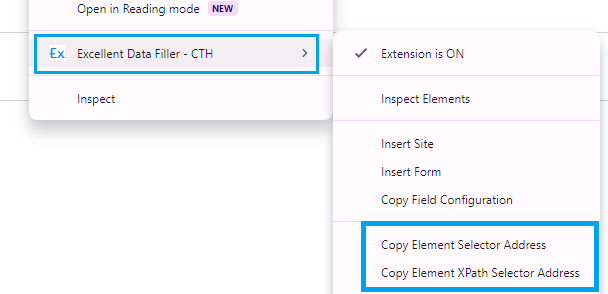 Open in Reading mode NEW
Ex Excellent Data Filler - CTH
Inspect
Extension is ON
Inspect Elements
Insert Site
Insert Form
Copy Field Configuration
Copy Element Selector Address
Copy Element XPath Selector Address